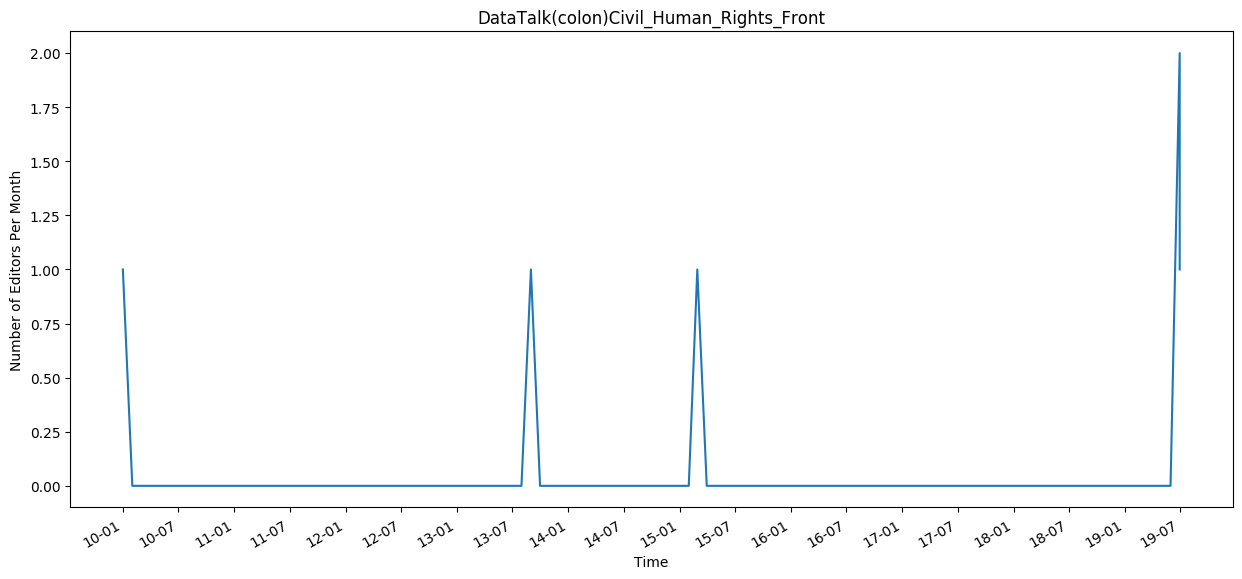 DataTalk(colon)Civil_Human_Rights_Front
Number of Editors Per Month
2.00
1.75
1.50
1.25
1.00
0.75
0.50
0.25
0.00
10-01 10-07 11-01 11-07 12-01 12-07 13-01 13-07 14-01 14-07 15-01 15-07 16-01 16-07 17-01 17-07 18-01 18-07 19-01 19-07
Time